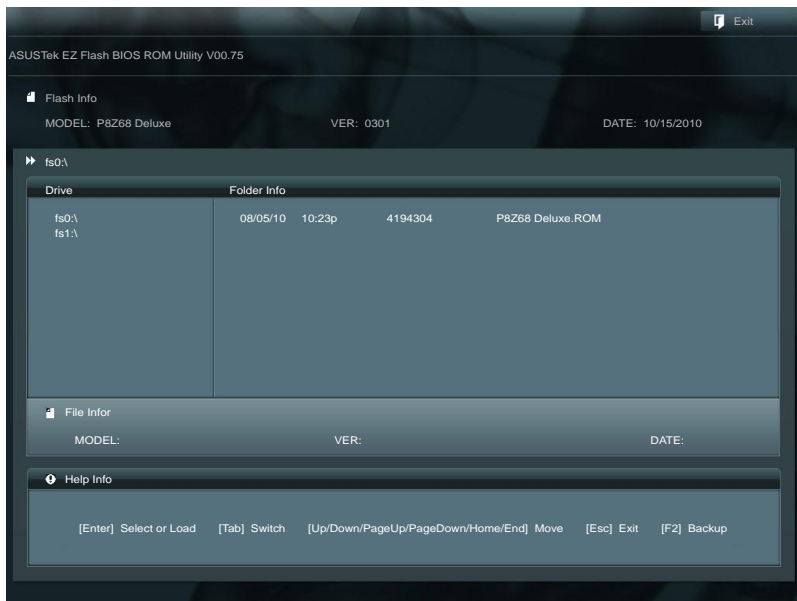 Exit
ASUSTek EZ Flash BIOS ROM Utility V00.75
Flash Info
MODEL: P8Z68 Deluxe VER: 0301 DATE: 10/15/2010
fs0:\
Drive Folder Info
fs0:\ 08/05/10 10:23p 4194304 P8Z68 Deluxe.ROM
fs1:\
File Infor
MODEL: VER: DATE:
Help Info
[Enter] Select or Load [Tab] Switch [Up/Down/PageUp/PageDown/Home/End] Move [Esc] Exit [F2] Backup